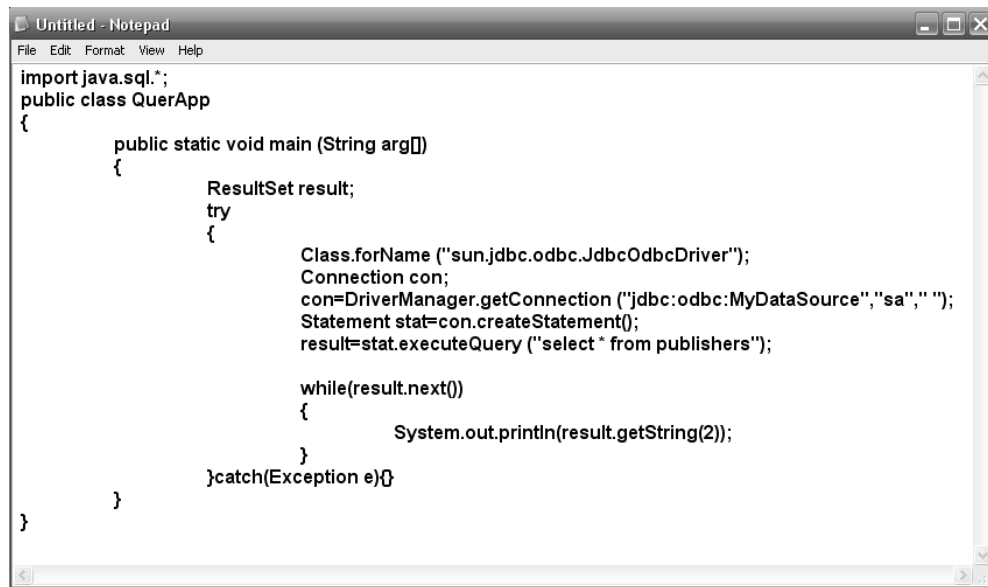 Untitled - Notepad
File Edit Format View Help
import java.sql.*;
public class QuerApp
{
public static void main (String arg[])
{
ResultSet result;
try
{
Class.forName ("sun.jdbc.odbc.JdbcOdbcDriver");
Connection con;
con=DriverManager.getConnection ("jdbc:odbc:MyDataSource","sa"," ");
Statement stat=con.createStatement();
result=stat.executeQuery ("select * from publishers");
while(result.next())
{
System.out.println(result.getString(2));
}
}catch(Exception e){}
}
}